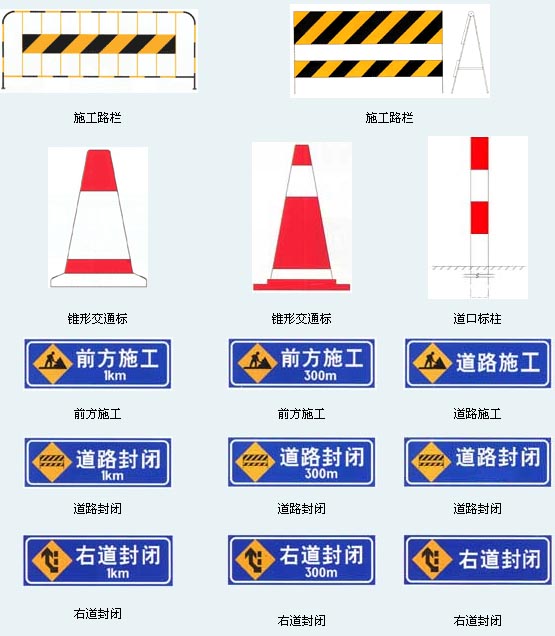 施工路栏
施工路栏
锥形交通标
锥形交通标
道口标柱
前方施工
1km
前方施工
300m
道路施工
前方施工
前方施工
道路施工
道路封闭
1km
道路封闭
300m
道路封闭
道路封闭
道路封闭
道路封闭
右道封闭
1km
右道封闭
300m
右道封闭
右道封闭
右道封闭
右道封闭